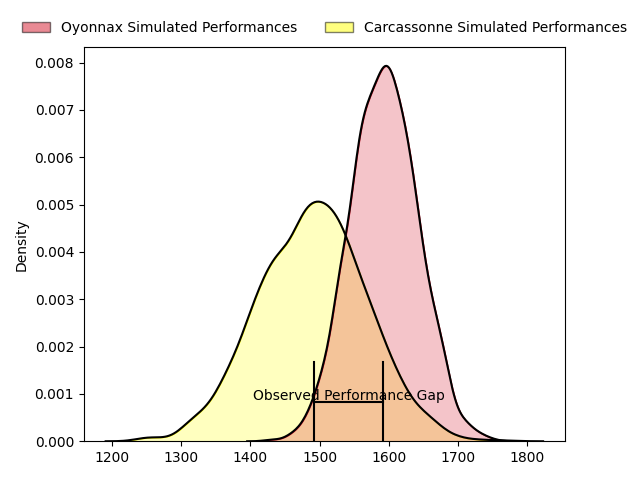 Oyonnax Simulated Performances
Carcassonne Simulated Performances
0.008
0.007
0.006
0.005
0.004
0.003
0.002
0.001
0.000
Density
Observed Performance Gap
1200 1300 1400 1500 1600 1700 1800